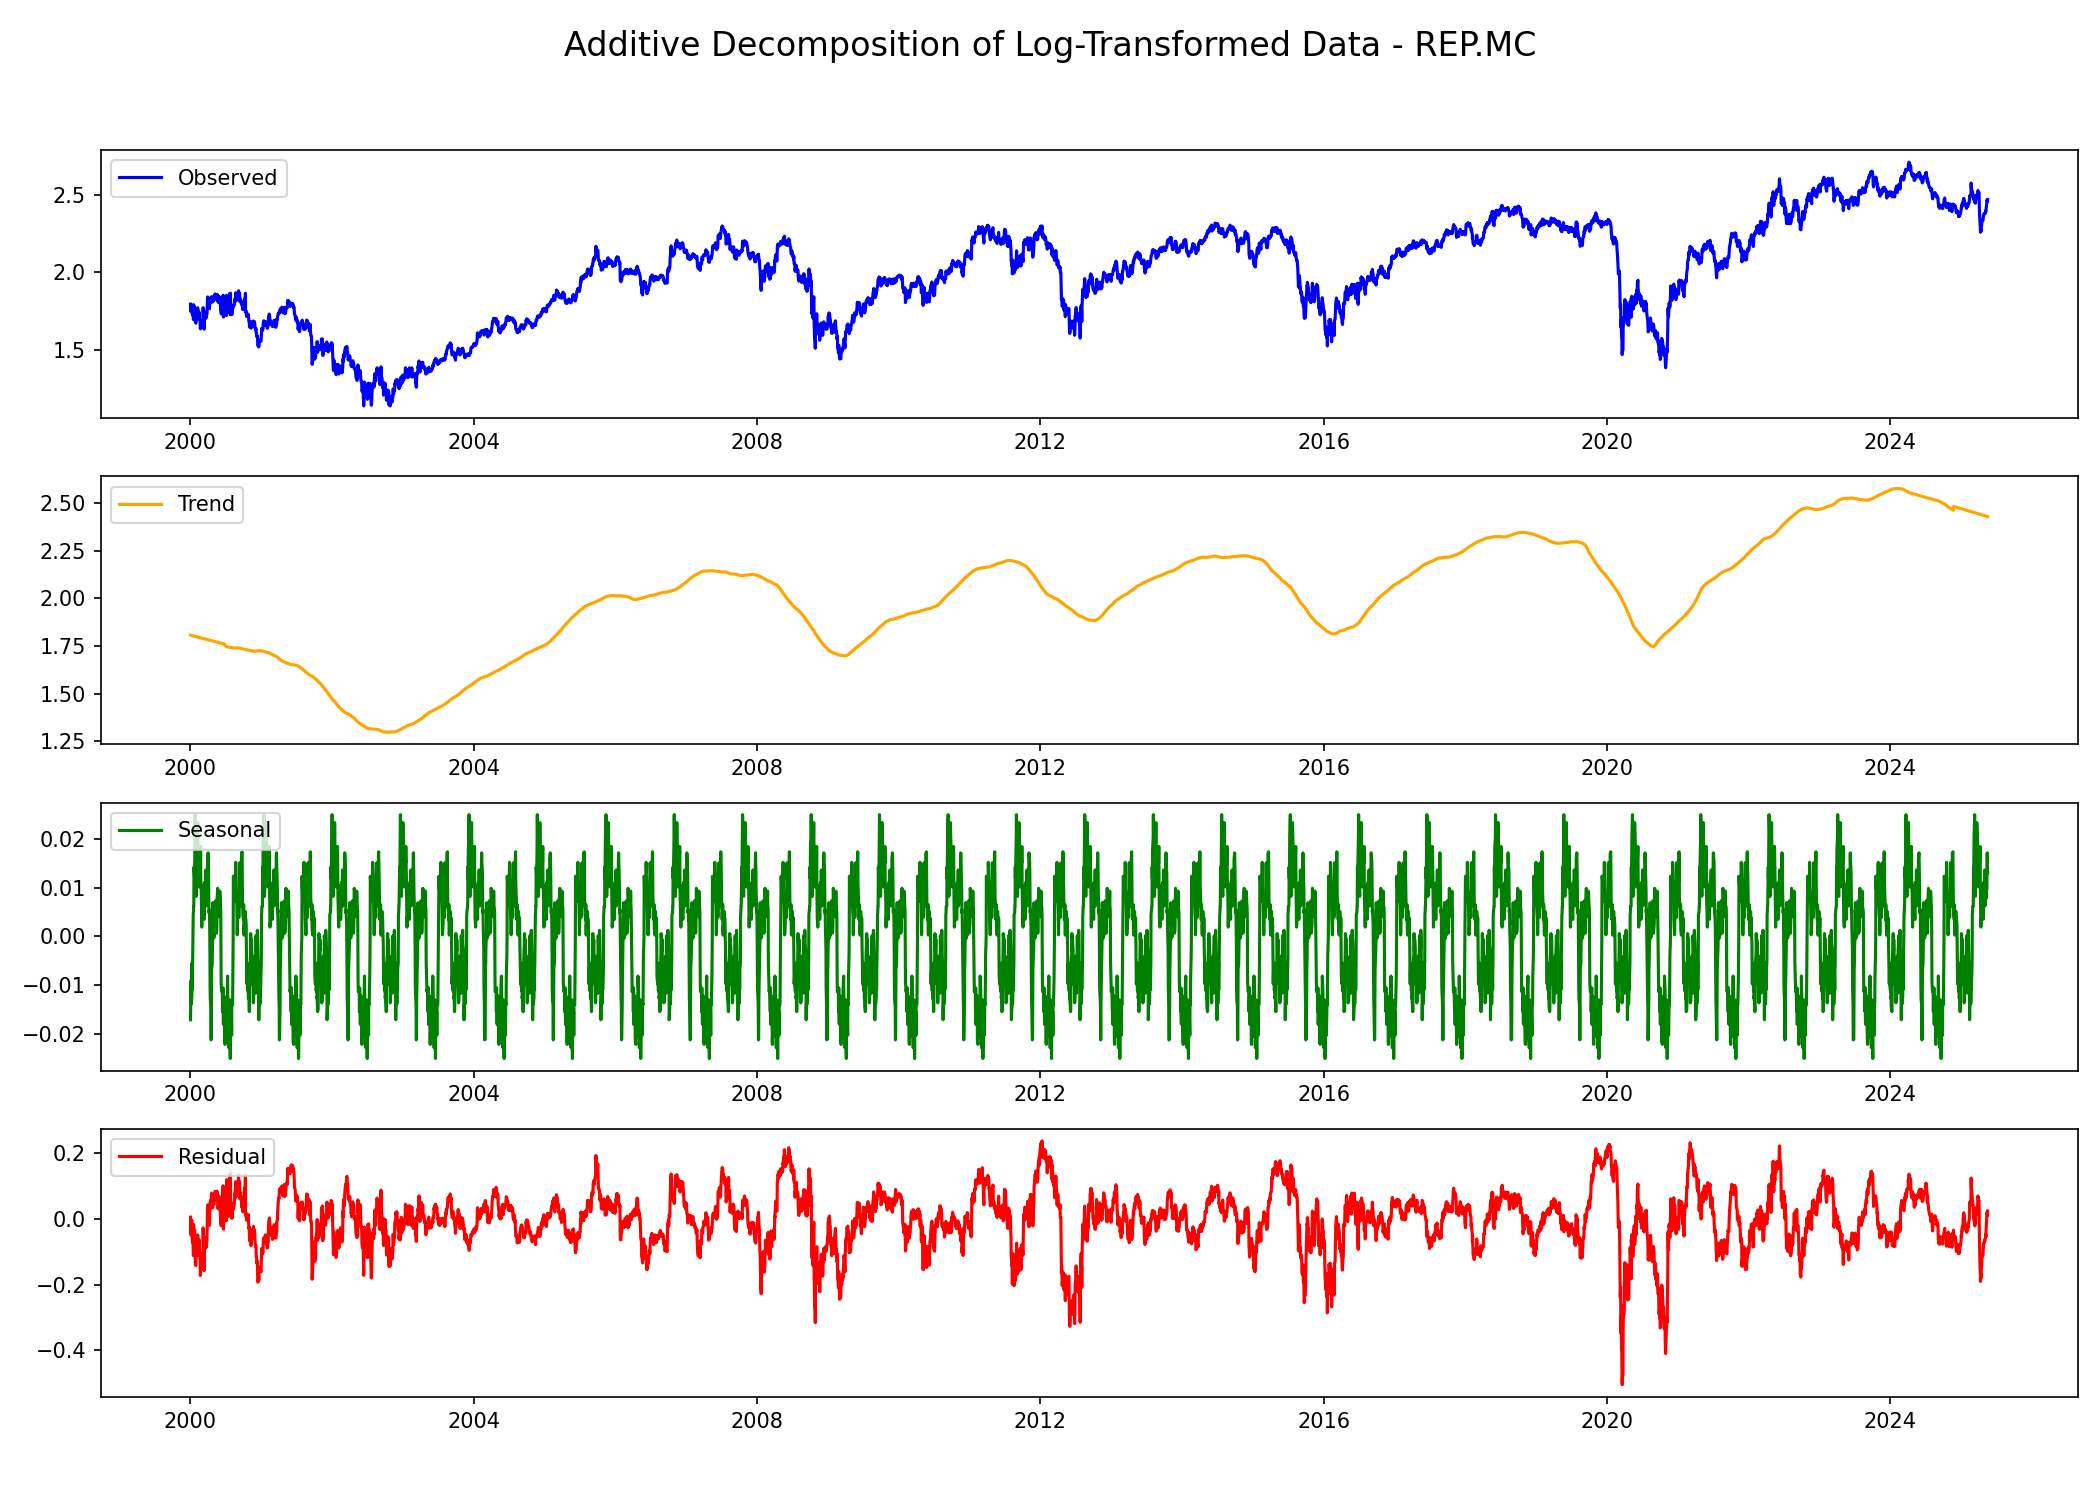 Additive Decomposition of Log-Transformed Data - REP.MC
Observed
2.5
2.0
1.5
2000 2004 2008 2012 2016 2020 2024
Trend
2.50
2.25
2.00
1.75
1.50
1.25
2000 2004 2008 2012 2016 2020 2024
Seasonal
0.02
0.01
0.00
−0.01
−0.02
2000 2004 2008 2012 2016 2020 2024
Residual
0.2
0.0
−0.2
−0.4
2000 2004 2008 2012 2016 2020 2024